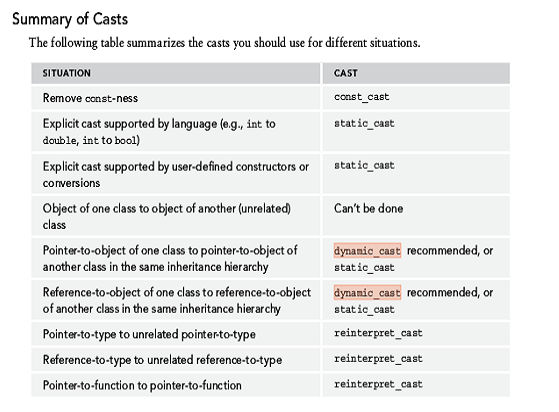 Summary of Casts
The following table summarizes the casts you should use for different situations.
SITUATION CAST
Remove const-ness const_cast
Explicit cast supported by language (e.g., int to static_cast
double, int to bool)
Explicit cast supported by user-defined constructors or static_cast
conversions
Object of one class to object of another (unrelated) Can't be done
class
Pointer-to-object of one class to pointer-to-object of dynamic_cast recommended, or
another class in the same inheritance hierarchy static_cast
Reference-to-object of one class to reference-to-object dynamic_cast recommended, or
of another class in the same inheritance hierarchy static_cast
Pointer-to-type to unrelated pointer-to-type reinterpret_cast
Reference-to-type to unrelated reference-to-type reinterpret_cast
Pointer-to-function to pointer-to-function reinterpret_cast